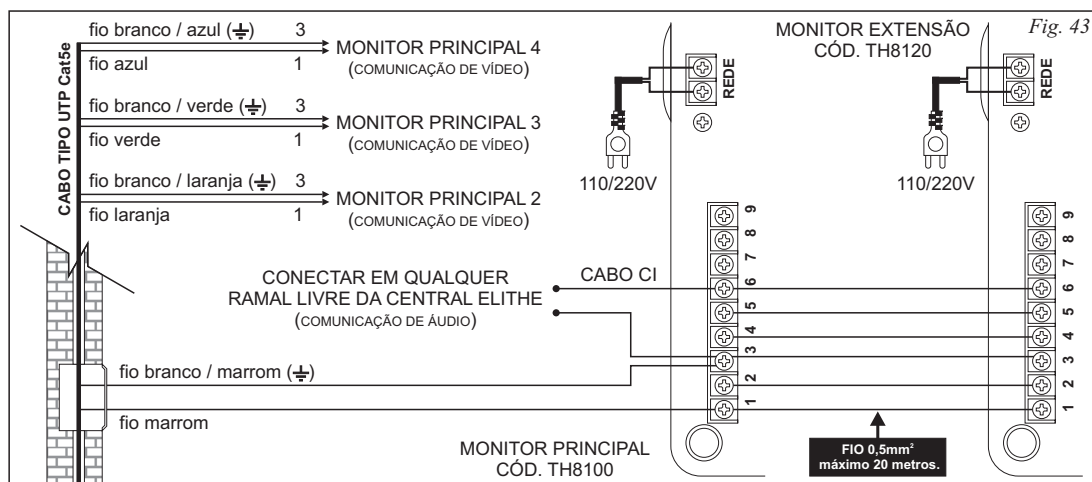 Fig. 43
CABO TIPO UTP Cat5e
fio branco / azul (⏚) 3
fio azul 1
MONITOR PRINCIPAL 4
(COMUNICAÇÃO DE VÍDEO)
fio branco / verde (⏚) 3
fio verde 1
MONITOR PRINCIPAL 3
(COMUNICAÇÃO DE VÍDEO)
fio branco / laranja (⏚) 3
fio laranja 1
MONITOR PRINCIPAL 2
(COMUNICAÇÃO DE VÍDEO)
CONECTAR EM QUALQUER
RAMAL LIVRE DA CENTRAL ELITHE
(COMUNICAÇÃO DE ÁUDIO)
CABO CI
fio branco / marrom (⏚)
fio marrom
REDE
110/220V
9
8
7
6
5
4
3
2
1
MONITOR PRINCIPAL
CÓD. TH8100
MONITOR EXTENSÃO
CÓD. TH8120
REDE
110/220V
9
8
7
6
5
4
3
2
1
FIO 0,5mm²
máximo 20 metros.